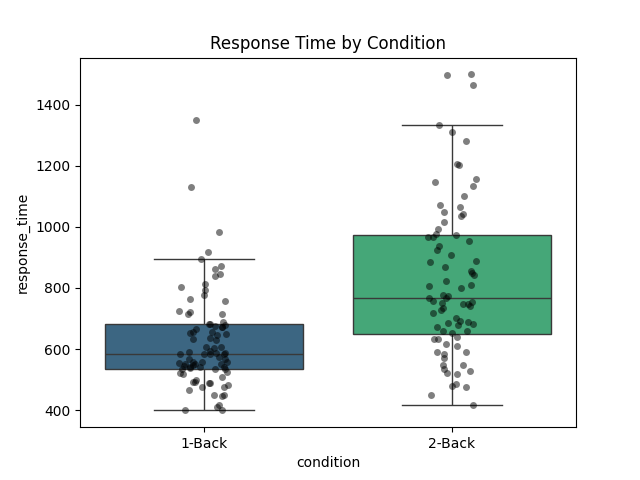 Response Time by Condition
response_time
1400
1200
1000
800
600
400
1-Back
2-Back
condition